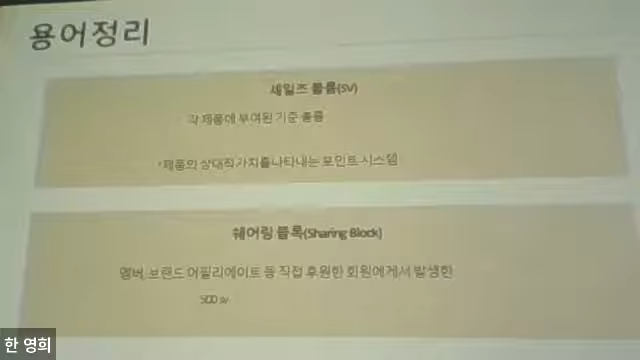 용어정리
세일즈 볼륨(SV)
각 제품에 부여된 기준 볼륨
*제품의 상대적가치를나타내는 포인트 시스템
쉐어링 블록(Sharing Block)
멤버, 브랜드 어필리에이트 등 직접 후원한 회원에게서 발생한
500 sv
한 영희